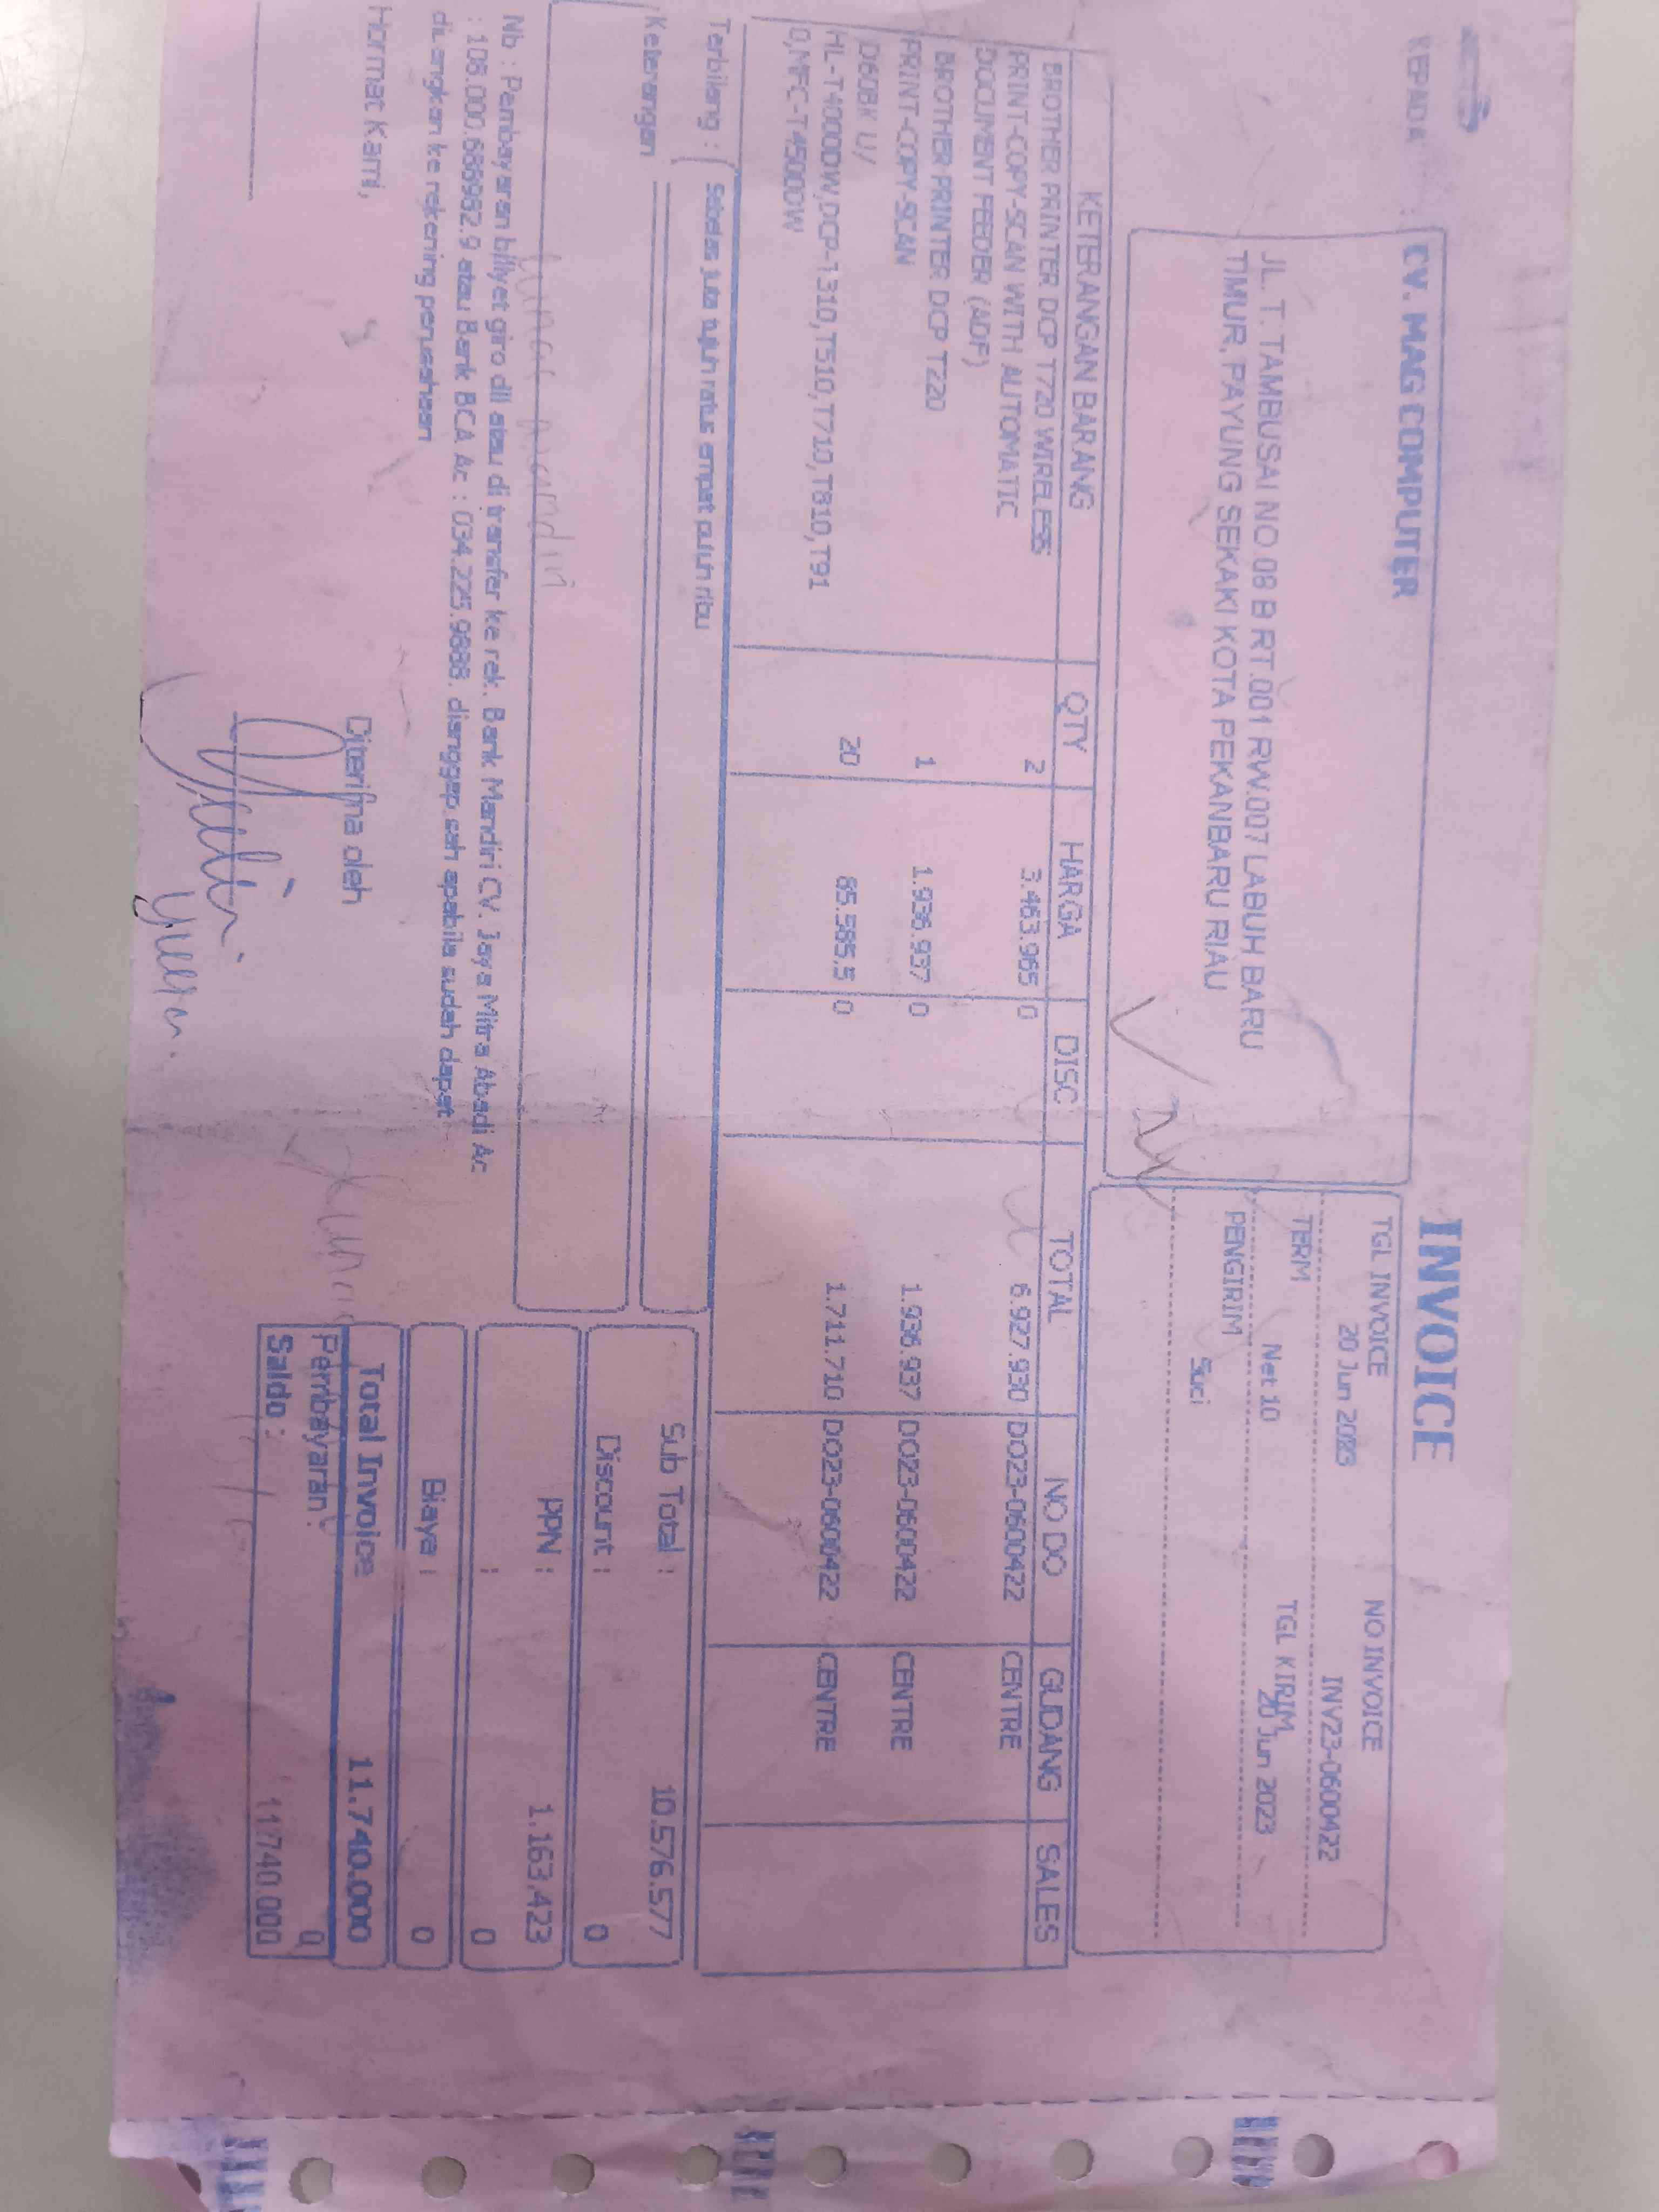 INVOICE
KEPADA : CV. MAG COMPUTER
JL. T. TAMBUSAI NO.08 B RT.001 RW.007 LABUH BARU
TIMUR, PAYUNG SEKAKI KOTA PEKANBARU RIAU
TGL INVOICE NO INVOICE
20 Jun 2023 INV23-0600422
TERM TGL KIRIM
Net 10 20 Jun 2023
PENGIRIM
Suci
KETERANGAN BARANG QTY HARGA DISC TOTAL NO DO GUDANG SALES
BROTHER PRINTER DCP T720 WIRELESS 2 3.463.965 0 6.927.930 DO23-0600422 CENTRE
PRINT-COPY-SCAN WITH AUTOMATIC
DOCUMENT FEEDER (ADF)
BROTHER PRINTER DCP T220 1 1.936.937 0 1.936.937 DO23-0600422 CENTRE
PRINT-COPY-SCAN
D60BK U/ 20 85.585,5 0 1.711.710 DO23-0600422 CENTRE
HL-T4000DW,DCP-T310,T510,T710,T810,T91
0,MFC-T4500DW
Terbilang : Sebelas juta tujuh ratus empat puluh ribu
Keterangan
Sub Total : 10.576.577
Discount : 0
PPN : 1.163.423
: 0
Biaya : 0
Total Invoice 11.740.000
Pembayaran : 0
Saldo : 11.740.000
Nb : Pembayaran billyet giro dll atau di transfer ke rek. Bank Mandiri CV. Jaya Mitra Abadi Ac
: 108.000.688982.9 atau Bank BCA Ac : 034.225.9888, dianggap sah apabila sudah dapat
diuangkan ke rekening perusahaan
Hormat Kami, Diterima oleh